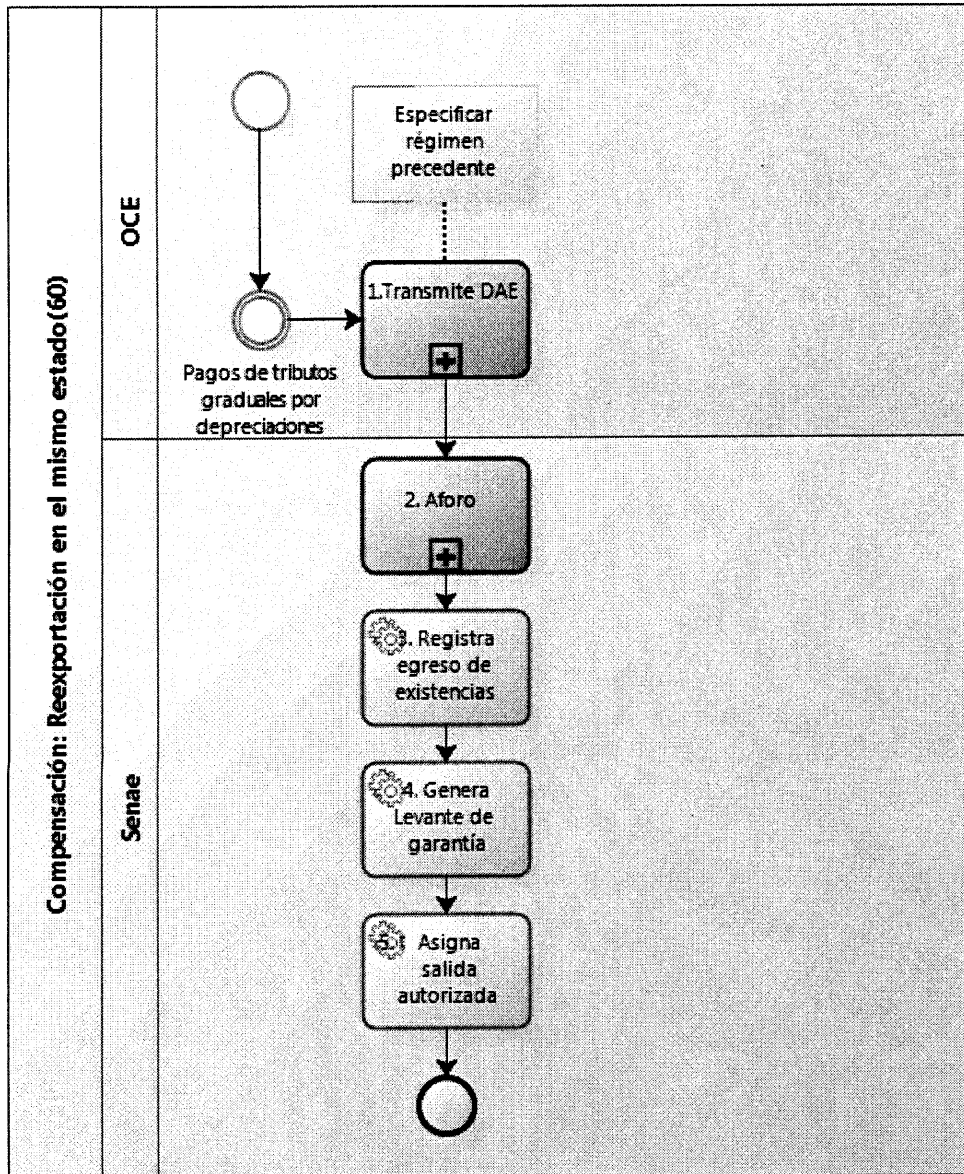 Compensación: Reexportación en el mismo estado(60)
OCE
Especificar
régimen
precedente
1.Transmite DAE
Pagos de tributos
graduales por
depreciaciones
Senae
2. Aforo
3. Registra
egreso de
existencias
4. Genera
Levante de
garantía
5. Asigna
salida
autorizada